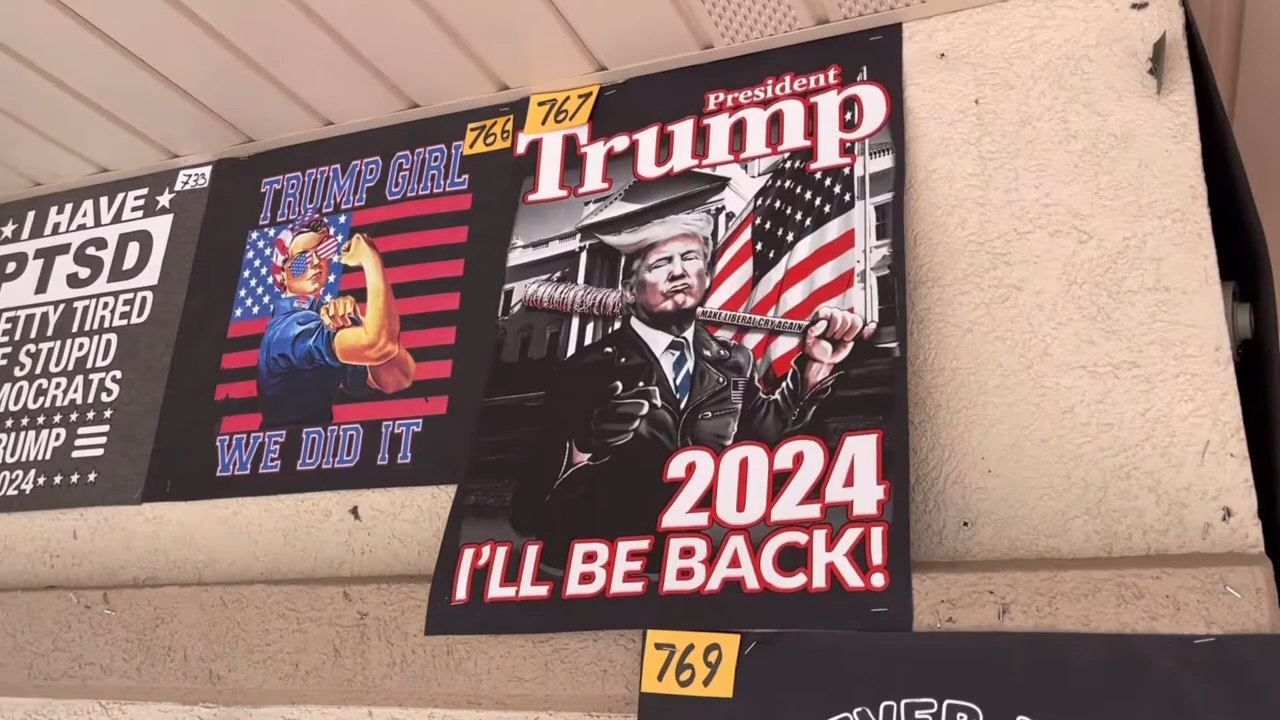 733
★I HAVE★
PTSD
ETTY TIRED
F STUPID
MOCRATS
RUMP
024
766
TRUMP GIRL
WE DID IT
767
President
Trump
MAKE LIBERAL CRY AGAIN
2024
I'LL BE BACK!
769